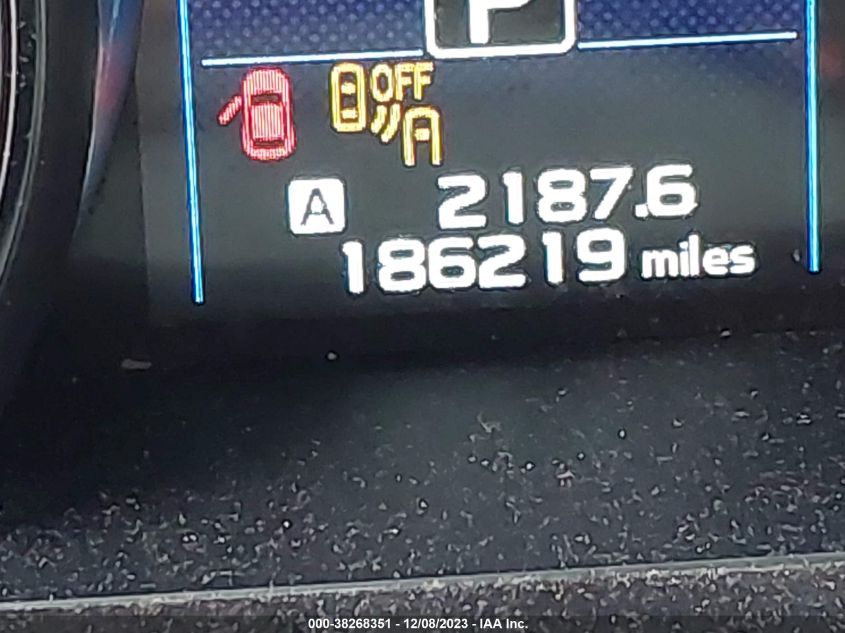 P
OFF
A 2187.6
186219 miles
000-38268351 - 12/08/2023 - IAA Inc.